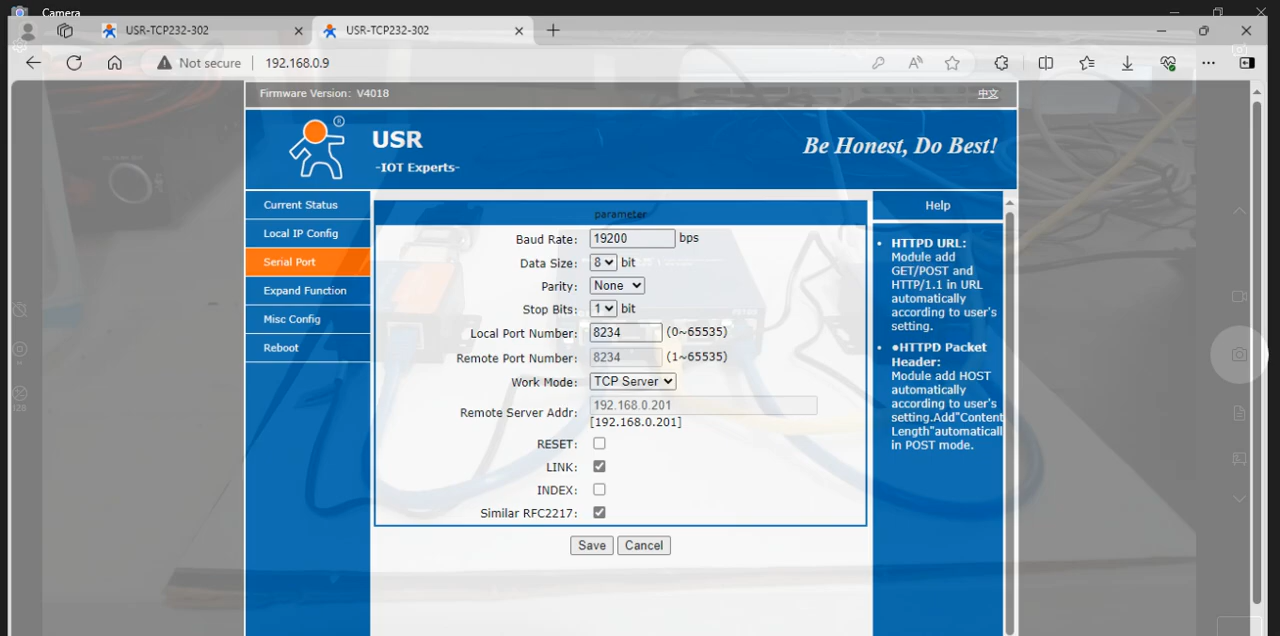 Camera
USR-TCP232-302
USR-TCP232-302
Not secure
192.168.0.9
Firmware Version: V4018
中文
USR
-IOT Experts-
Be Honest, Do Best!
Current Status
Local IP Config
Serial Port
Expand Function
Misc Config
Reboot
parameter
Baud Rate: 19200 bps
Data Size: 8 bit
Parity: None
Stop Bits: 1 bit
Local Port Number: 8234 (0~65535)
Remote Port Number: 8234 (1~65535)
Work Mode: TCP Server
Remote Server Addr: 192.168.0.201
[192.168.0.201]
RESET:
LINK:
INDEX:
Similar RFC2217:
Save Cancel
Help
HTTPD URL:
Module add
GET/POST and
HTTP/1.1 in URL
automatically
according to user's
setting.
●HTTPD Packet
Header:
Module add HOST
automatically
according to user's
setting.Add"Content
Length"automaticall
in POST mode.